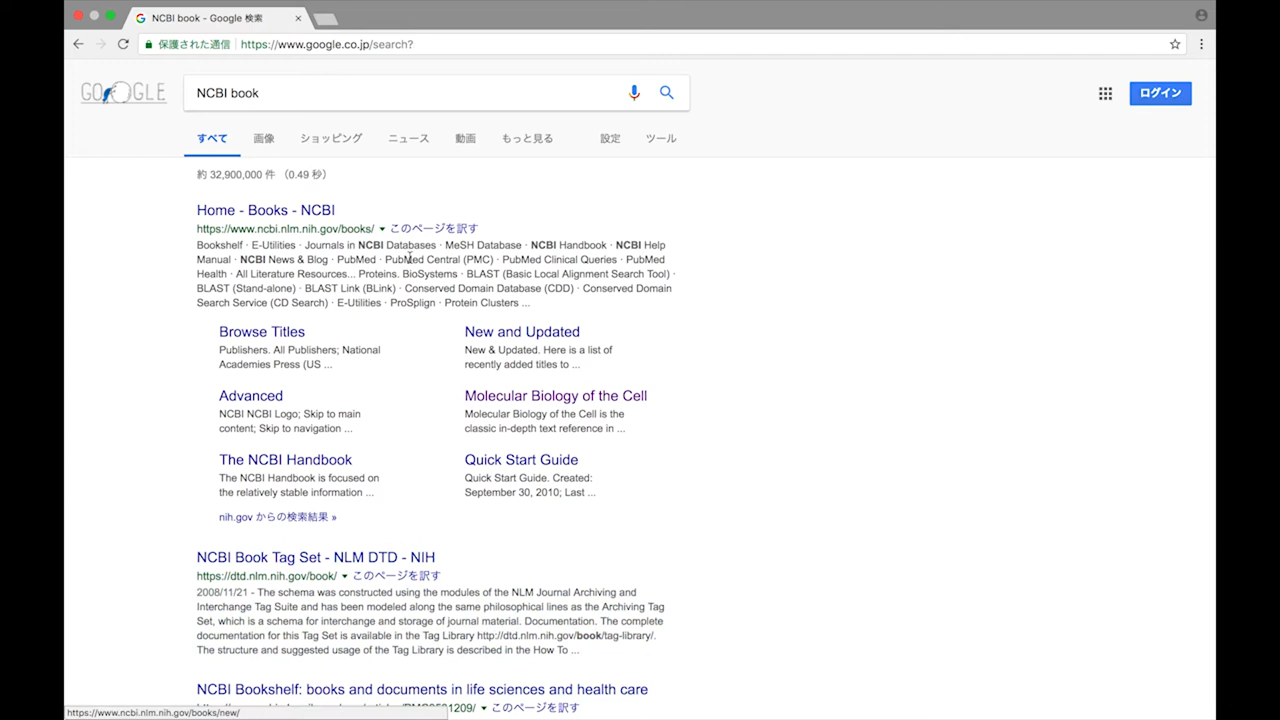 NCBI book - Google 検索
保護された通信 https://www.google.co.jp/search?
GOOGLE NCBI book ログイン
すべて 画像 ショッピング ニュース 動画 もっと見る 設定 ツール
約 32,900,000 件 （0.49 秒）
Home - Books - NCBI
https://www.ncbi.nlm.nih.gov/books/ このページを訳す
Bookshelf · E-Utilities · Journals in NCBI Databases · MeSH Database · NCBI Handbook · NCBI Help
Manual · NCBI News & Blog · PubMed · PubMed Central (PMC) · PubMed Clinical Queries · PubMed
Health · All Literature Resources... Proteins. BioSystems · BLAST (Basic Local Alignment Search Tool) ·
BLAST (Stand-alone) · BLAST Link (BLink) · Conserved Domain Database (CDD) · Conserved Domain
Search Service (CD Search) · E-Utilities · ProSplign · Protein Clusters ...
Browse Titles
Publishers. All Publishers; National
Academies Press (US ...
New and Updated
New & Updated. Here is a list of
recently added titles to ...
Advanced
NCBI NCBI Logo; Skip to main
content; Skip to navigation ...
Molecular Biology of the Cell
Molecular Biology of the Cell is the
classic in-depth text reference in ...
The NCBI Handbook
The NCBI Handbook is focused on
the relatively stable information ...
Quick Start Guide
Quick Start Guide. Created:
September 30, 2010; Last ...
nih.gov からの検索結果 »
NCBI Book Tag Set - NLM DTD - NIH
https://dtd.nlm.nih.gov/book/ このページを訳す
2008/11/21 - The schema was constructed using the modules of the NLM Journal Archiving and
Interchange Tag Suite and has been modeled along the same philosophical lines as the Archiving Tag
Set, which is a schema for interchange and storage of journal material. Documentation. The complete
documentation for this Tag Set is available in the Tag Library http://dtd.nlm.nih.gov/book/tag-library/.
The structure and suggested usage of the Tag Library is described in the How To ...
NCBI Bookshelf: books and documents in life sciences and health care
このページを訳す
https://www.ncbi.nlm.nih.gov/books/new/